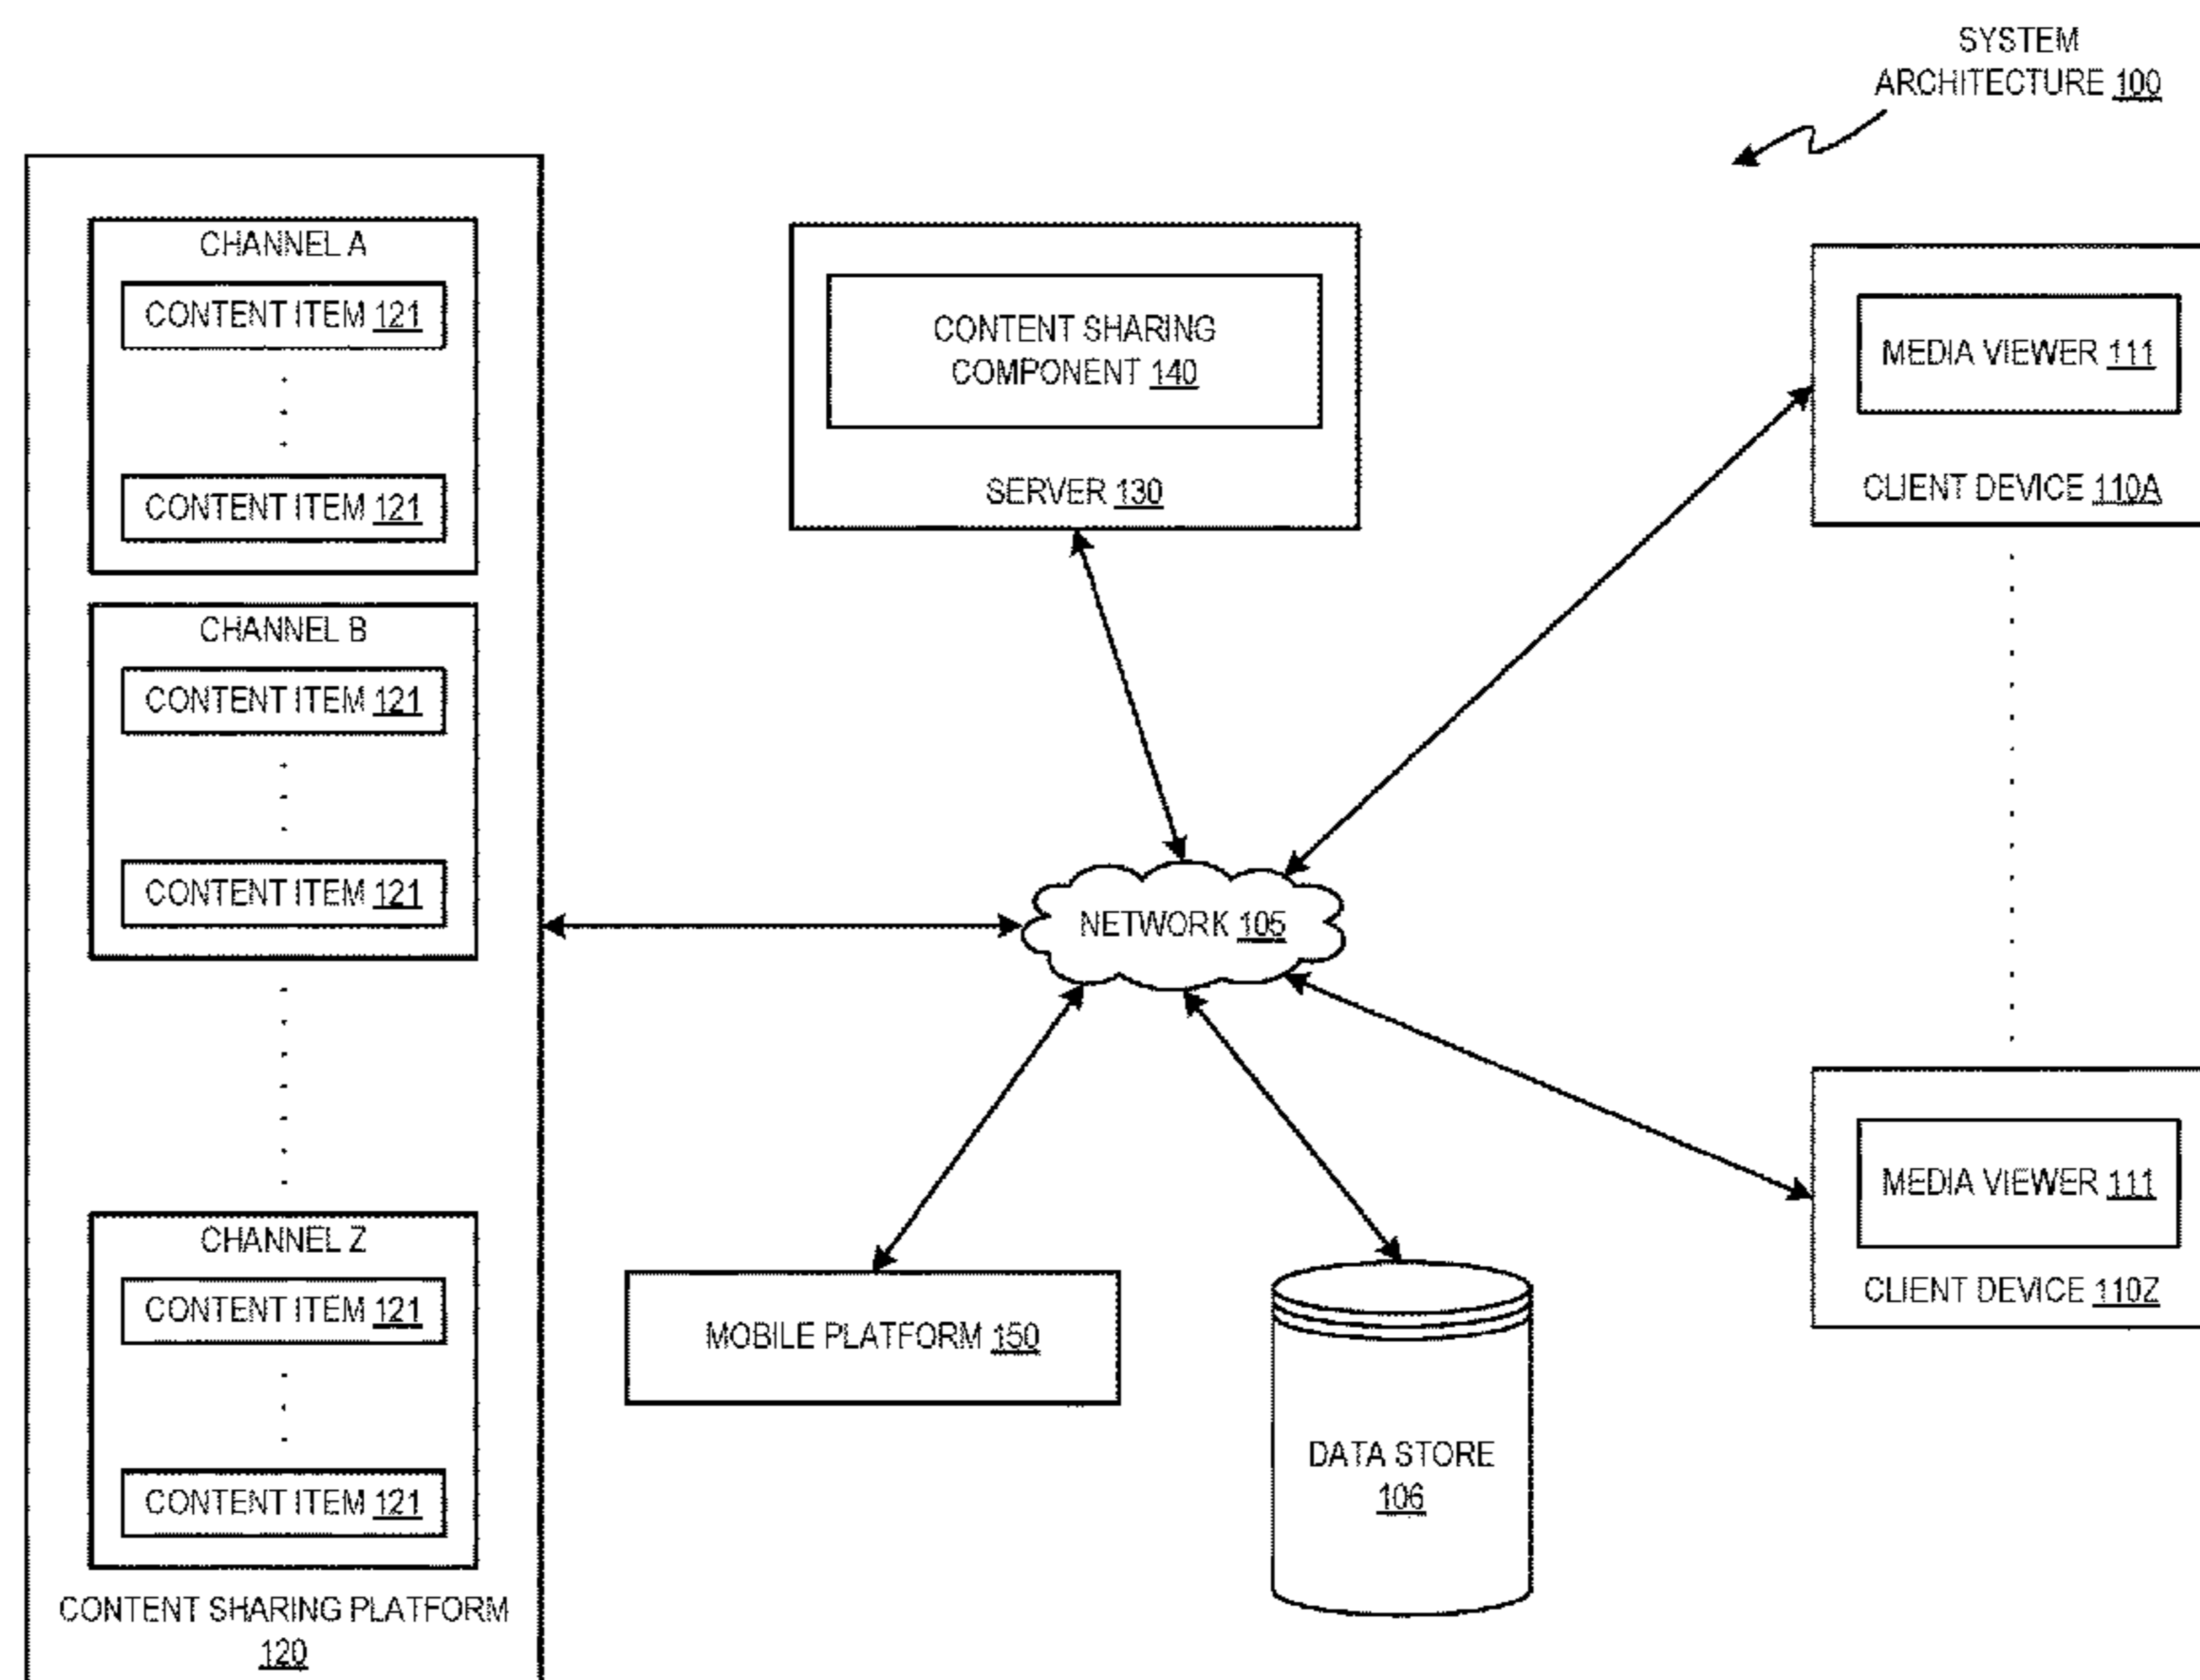 SYSTEM
ARCHITECTURE 100
CHANNEL A
CONTENT ITEM 121
CONTENT ITEM 121
CHANNEL B
CONTENT ITEM 121
CONTENT ITEM 121
CHANNEL Z
CONTENT ITEM 121
CONTENT ITEM 121
CONTENT SHARING PLATFORM
120
CONTENT SHARING
COMPONENT 140
SERVER 130
NETWORK 105
MOBILE PLATFORM 150
DATA STORE
106
MEDIA VIEWER 111
CLIENT DEVICE 110A
MEDIA VIEWER 111
CLIENT DEVICE 110Z